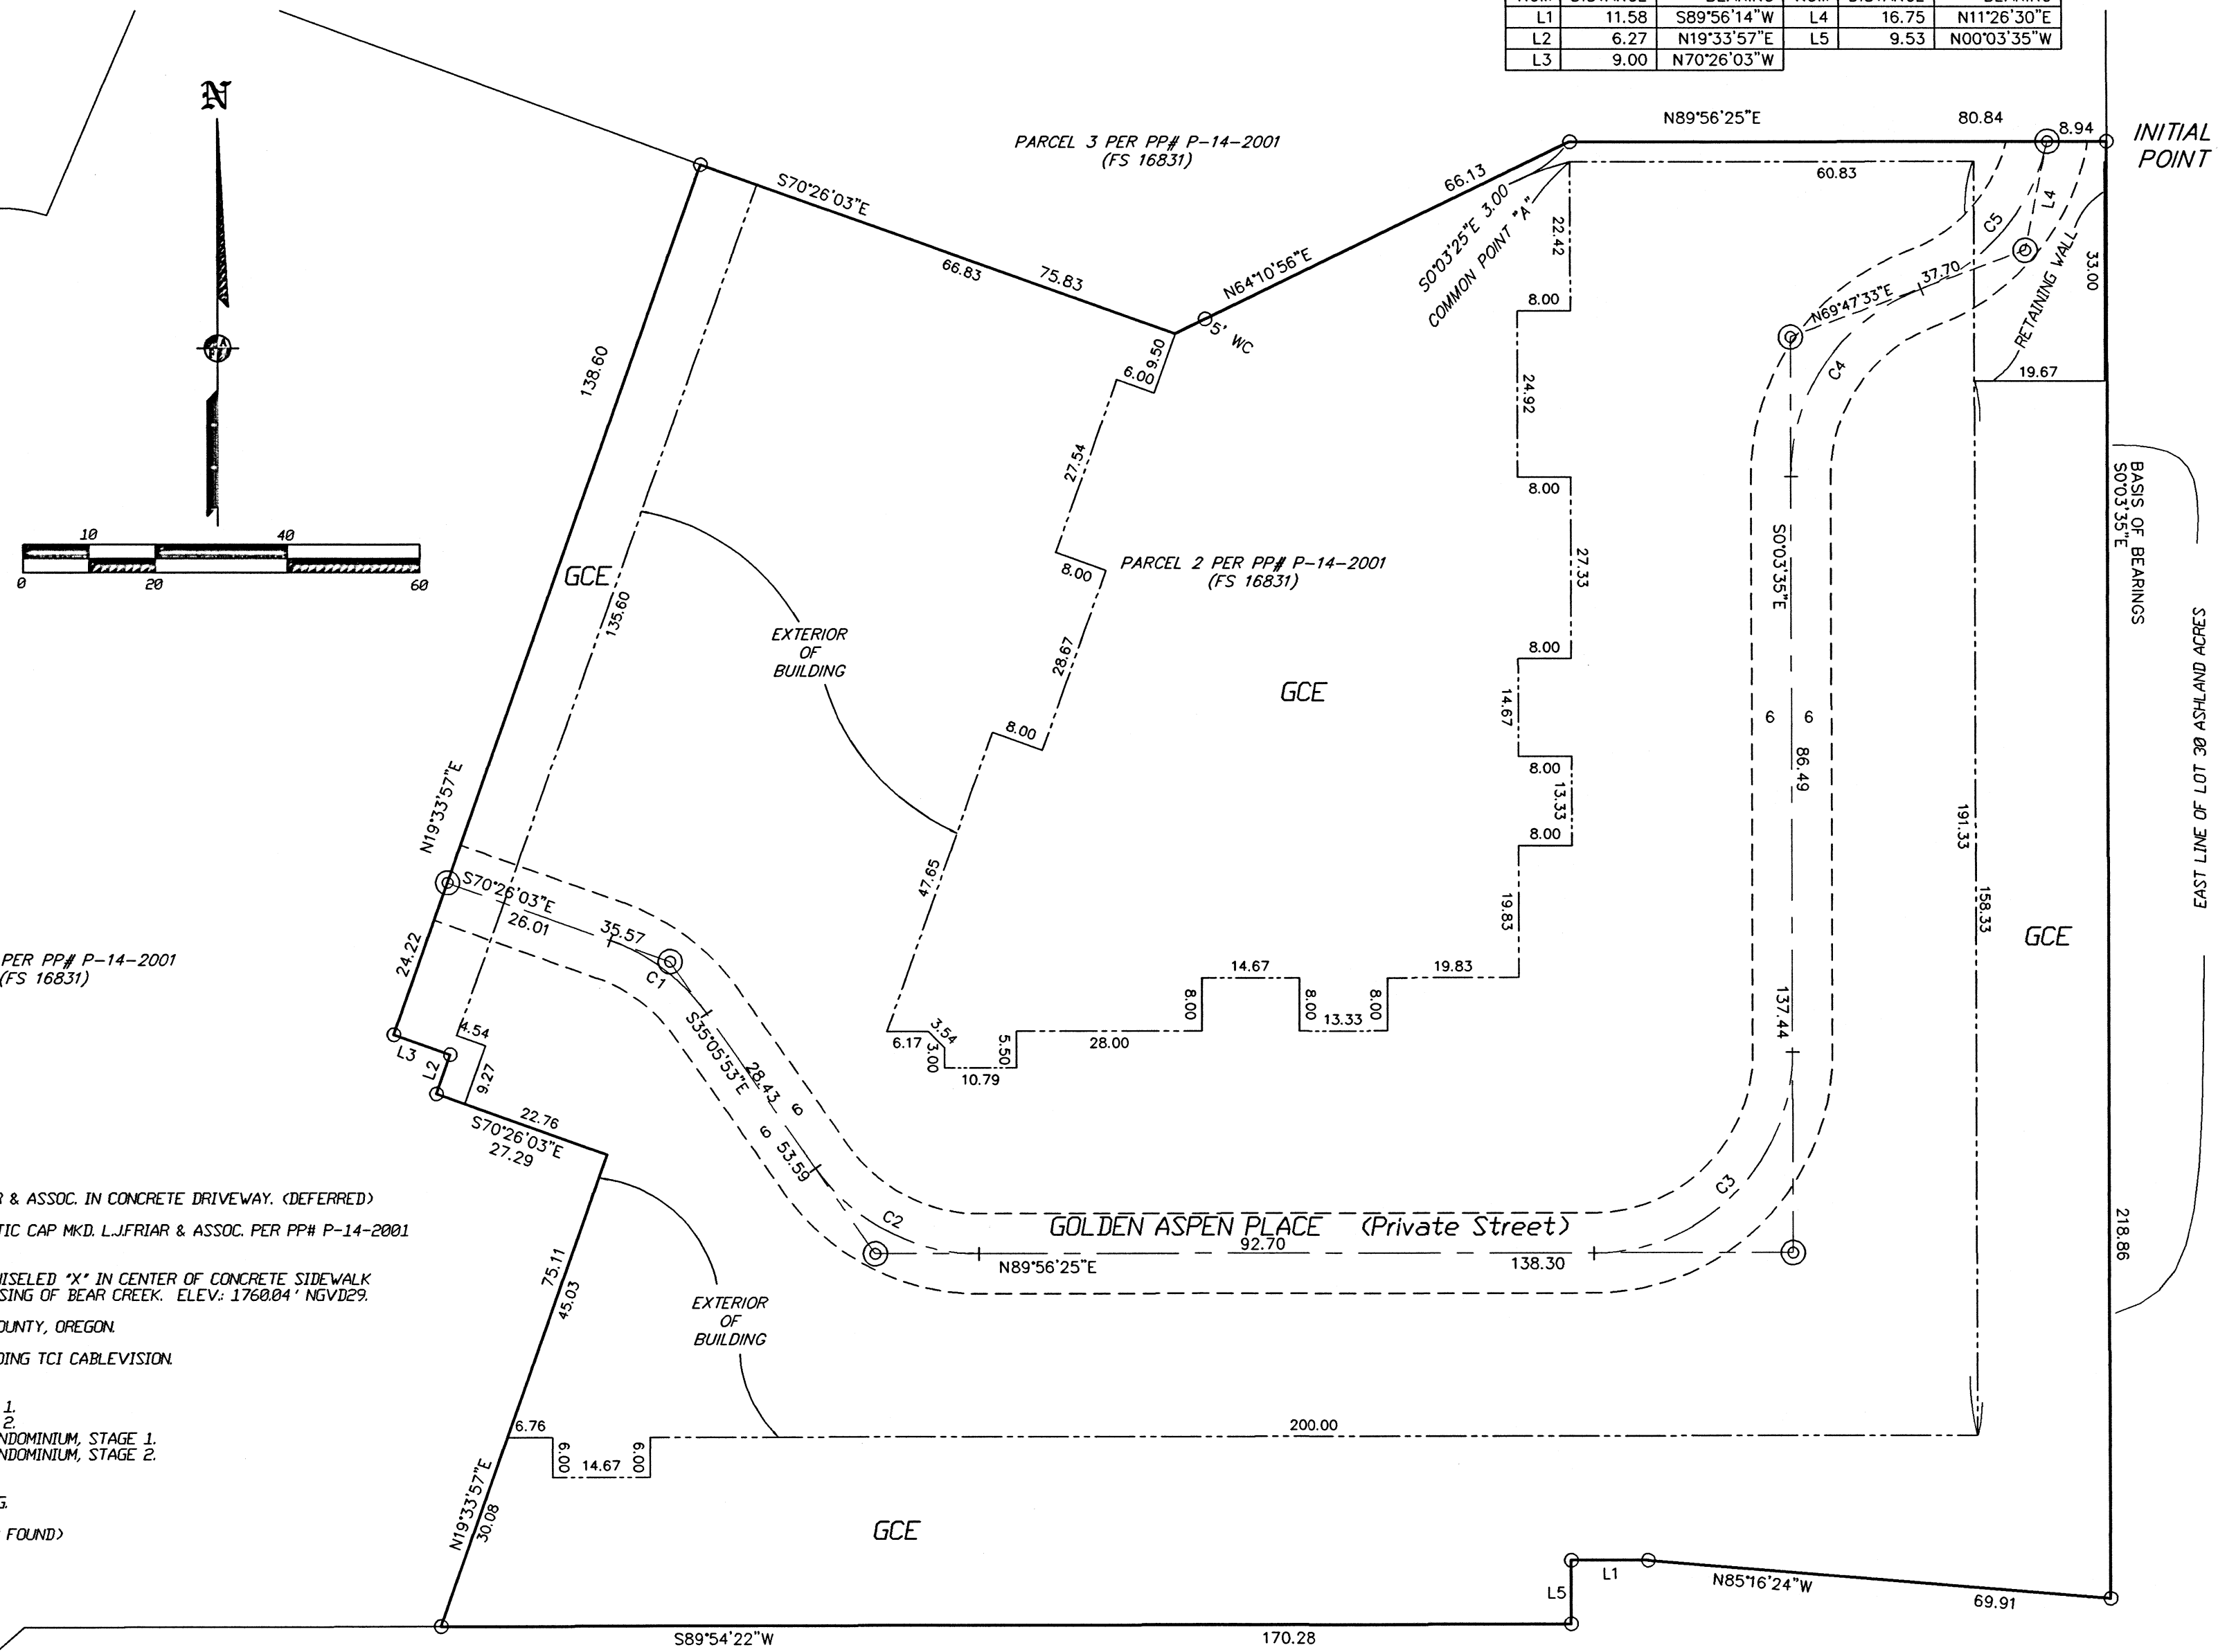 L1 11.58 S89°56'14"W L4 16.75 N11°26'30"E
L2 6.27 N19°33'57"E L5 9.53 N00°03'35"W
L3 9.00 N70°26'03"W
N
10 40
0 20 60
PARCEL 3 PER PP# P-14-2001
(FS 16831)
N89°56'25"E
80.84
8.94
INITIAL
POINT
S70°26'03"E
66.83
75.83
66.13
N64°10'56"E
5' WC
S0°03'25"E 3.00
COMMON POINT "A"
60.83
22.42
8.00
24.92
8.00
27.33
8.00
14.67
8.00
13.33
8.00
19.83
C5
L4
37.70
N69°47'33"E
C4
RETAINING WALL
33.00
19.67
BASIS OF BEARINGS
S0°03'35"E
EAST LINE OF LOT 30 ASHLAND ACRES
138.60
GCE
135.60
N19°33'57"E
9.50
6.00
27.54
8.00
28.67
8.00
47.65
PARCEL 2 PER PP# P-14-2001
(FS 16831)
EXTERIOR
OF
BUILDING
GCE
S0°03'35"E
6 6
86.49
137.44
191.33
158.33
GCE
218.86
S70°26'03"E
26.01
35.57
C1
24.22
PER PP# P-14-2001
(FS 16831)
4.54
L3
L2
9.27
22.76
S70°26'03"E
27.29
S35°05'53"E
28.43
6
6
53.59
6.17
3.54
3.00
10.79
5.50
28.00
8.00
14.67
8.00
13.33
8.00
19.83
C2
C3
GOLDEN ASPEN PLACE (Private Street)
92.70
N89°56'25"E
138.30
& ASSOC. IN CONCRETE DRIVEWAY. (DEFERRED)
TIC CAP MKD. L.J.FRIAR & ASSOC. PER PP# P-14-2001
HISELED "X" IN CENTER OF CONCRETE SIDEWALK
SING OF BEAR CREEK. ELEV.: 1760.04' NGVD29.
OUNTY, OREGON.
DING TCI CABLEVISION.
1.
2.
NDOMINIUM, STAGE 1.
NDOMINIUM, STAGE 2.
G.
FOUND)
75.11
45.03
EXTERIOR
OF
BUILDING
6.76
6.00
14.67
6.00
200.00
N19°33'57"E
30.08
GCE
L5
L1
N85°16'24"W
69.91
S89°54'22"W
170.28